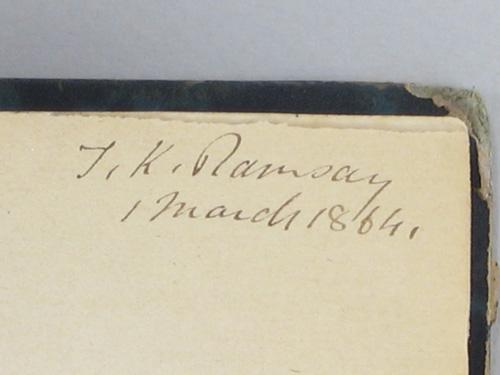 T. K. Ramsay
1 March 1864.